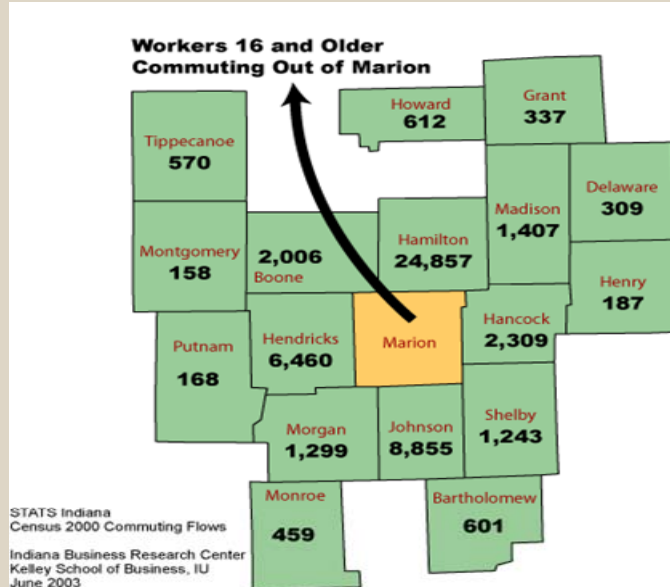 Workers 16 and Older
Commuting Out of Marion
Howard
612
Grant
337
Tippecanoe
570
Delaware
309
Madison
1,407
Montgomery
158
2,006
Boone
Hamilton
24,857
Henry
187
Putnam
168
Hendricks
6,460
Marion
Hancock
2,309
Morgan
1,299
Johnson
8,855
Shelby
1,243
Monroe
459
Bartholomew
601
STATS Indiana
Census 2000 Commuting Flows
Indiana Business Research Center
Kelley School of Business, IU
June 2003